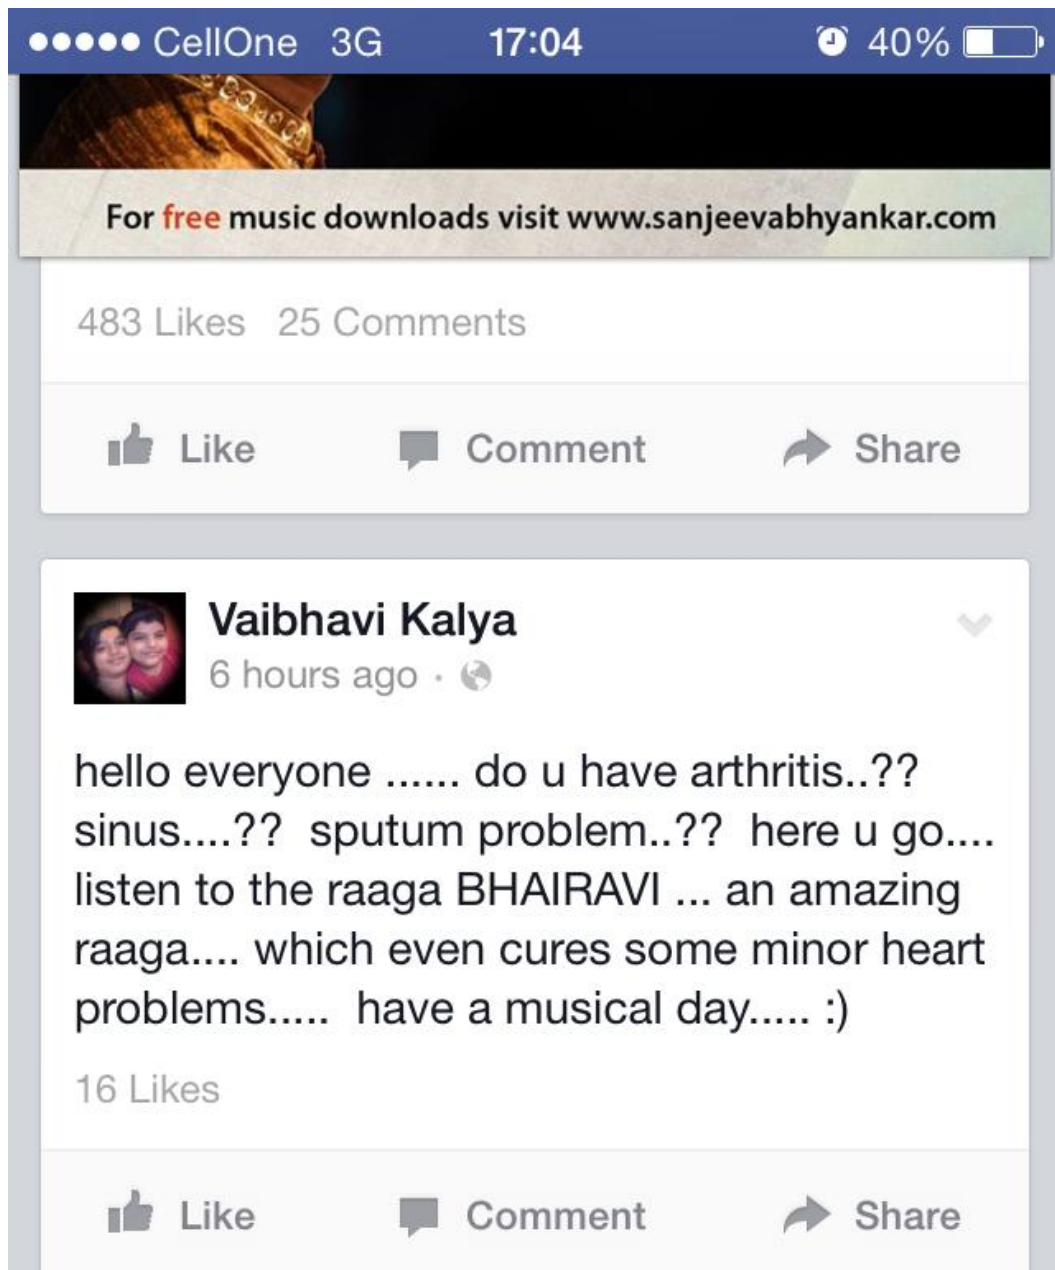 ●●●●● CellOne 3G 17:04 40%
For free music downloads visit www.sanjeevabhyankar.com
483 Likes 25 Comments
Like Comment Share
Vaibhavi Kalya
6 hours ago ·
hello everyone ...... do u have arthritis..??
sinus....??  sputum problem..??  here u go....
listen to the raaga BHAIRAVI ... an amazing
raaga.... which even cures some minor heart
problems.....  have a musical day..... :)
16 Likes
Like Comment Share